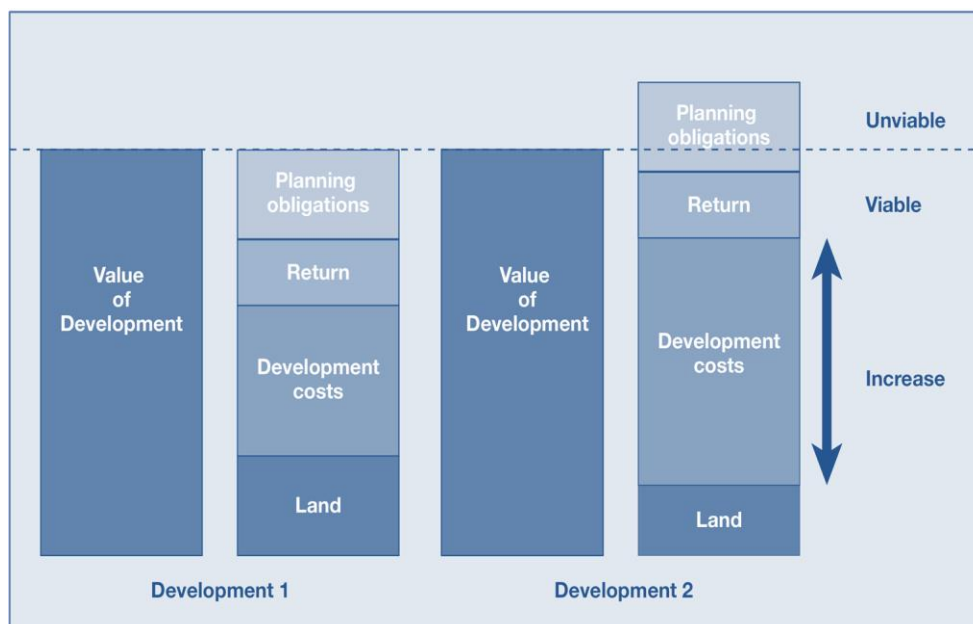 Value
of
Development
Planning
obligations
Return
Development
costs
Land
Development 1
Value
of
Development
Planning
obligations
Return
Development
costs
Land
Development 2
Unviable
Viable
Increase